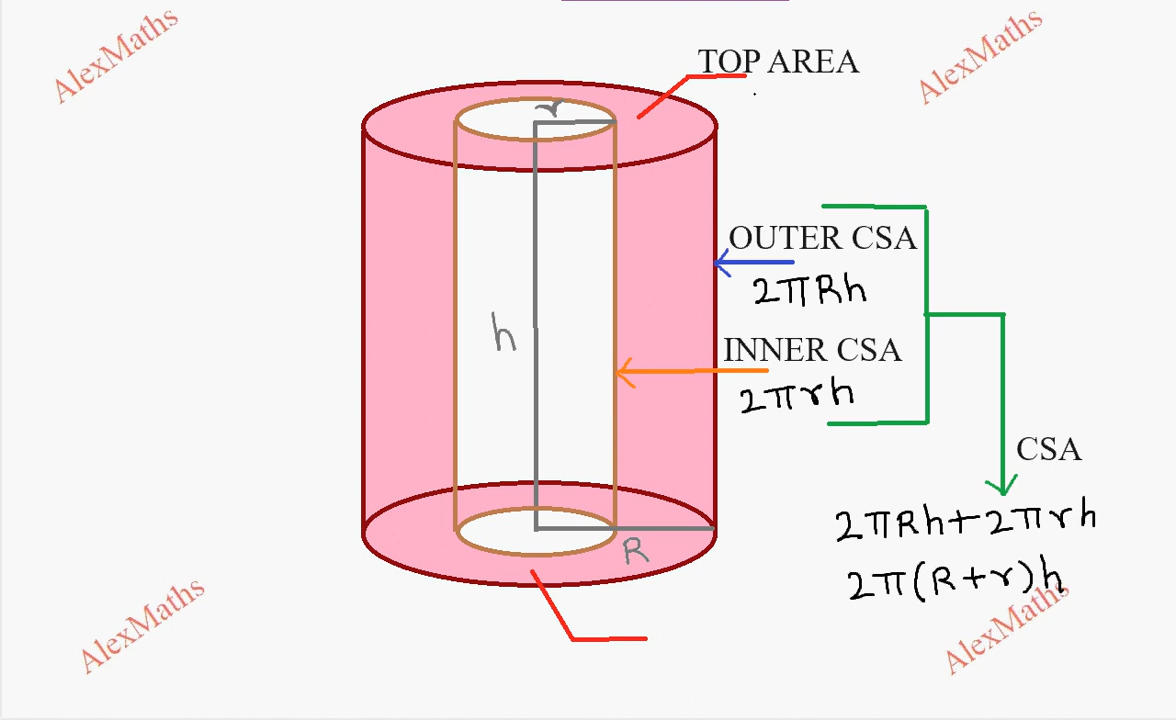 AlexMaths
AlexMaths
TOP AREA
r
OUTER CSA
2πRh
h
INNER CSA
2πrh
CSA
2πRh+2πrh
R
2π(R+r)h
AlexMaths
AlexMaths